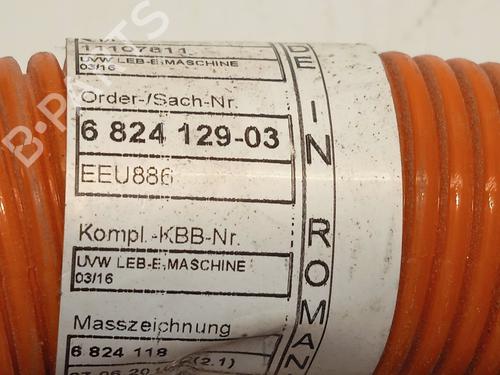 11107811
UVW LEB-E-MASCHINE
03/16
Order-/Sach-Nr.
6 824 129-03
EEU886
Kompl.-KBB-Nr.
UVW LEB-E-MASCHINE
03/16
Masszeichnung
6 824 118
(2.1)
DE IN ROMAN
B-PARTS